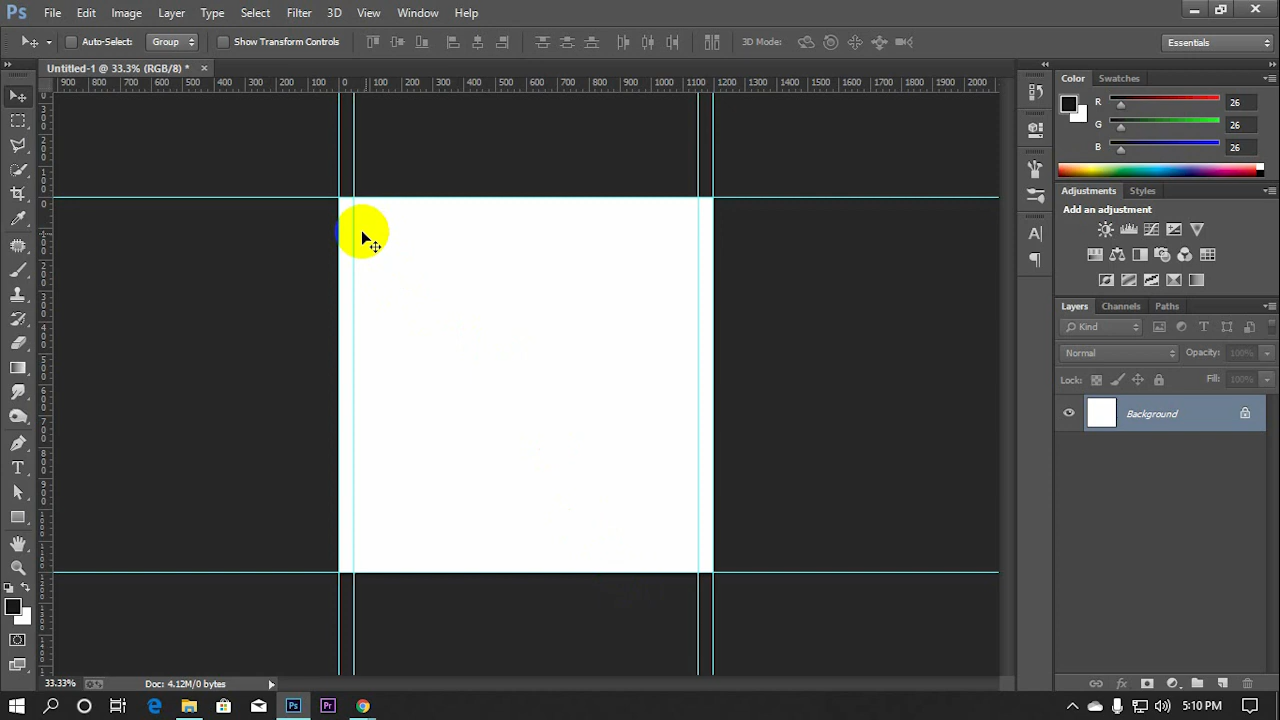 Ps File Edit Image Layer Type Select Filter 3D View Window Help
Auto-Select: Group Show Transform Controls 3D Mode: Essentials
Untitled-1 @ 33.3% (RGB/8) * ×
900 800 700 600 500 400 300 200 100 0 100 200 300 400 500 600 700 800 900 1000 1100 1200 1300 1400 1500 1600 1700 1800 1900 2000
Color Swatches
R 26
G 26
B 26
Adjustments Styles
Add an adjustment
Layers Channels Paths
Kind
Normal Opacity: 100%
Lock: Fill: 100%
Background
33.33% Doc: 4.12M/0 bytes
Ps Pr 5:10 PM